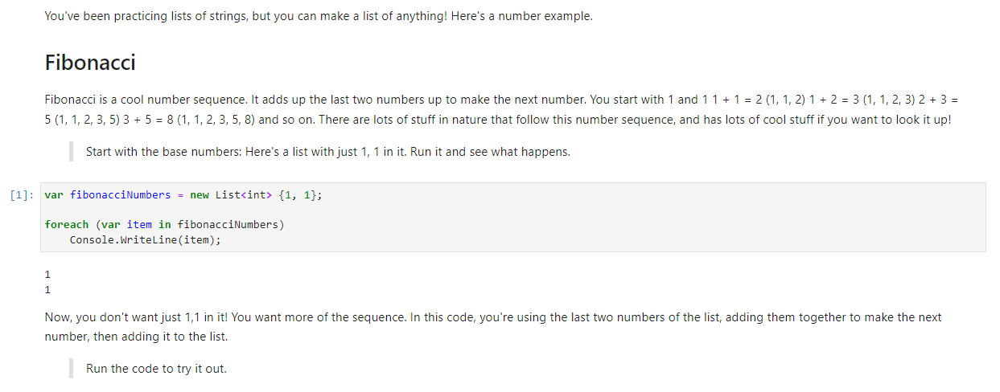 You've been practicing lists of strings, but you can make a list of anything! Here's a number example.
Fibonacci
Fibonacci is a cool number sequence. It adds up the last two numbers up to make the next number. You start with 1 and 1 1 + 1 = 2 (1, 1, 2) 1 + 2 = 3 (1, 1, 2, 3) 2 + 3 =
5 (1, 1, 2, 3, 5) 3 + 5 = 8 (1, 1, 2, 3, 5, 8) and so on. There are lots of stuff in nature that follow this number sequence, and has lots of cool stuff if you want to look it up!
Start with the base numbers: Here's a list with just 1, 1 in it. Run it and see what happens.
[1]: var fibonacciNumbers = new List<int> {1, 1};
foreach (var item in fibonacciNumbers)
    Console.WriteLine(item);
1
1
Now, you don't want just 1,1 in it! You want more of the sequence. In this code, you're using the last two numbers of the list, adding them together to make the next
number, then adding it to the list.
Run the code to try it out.